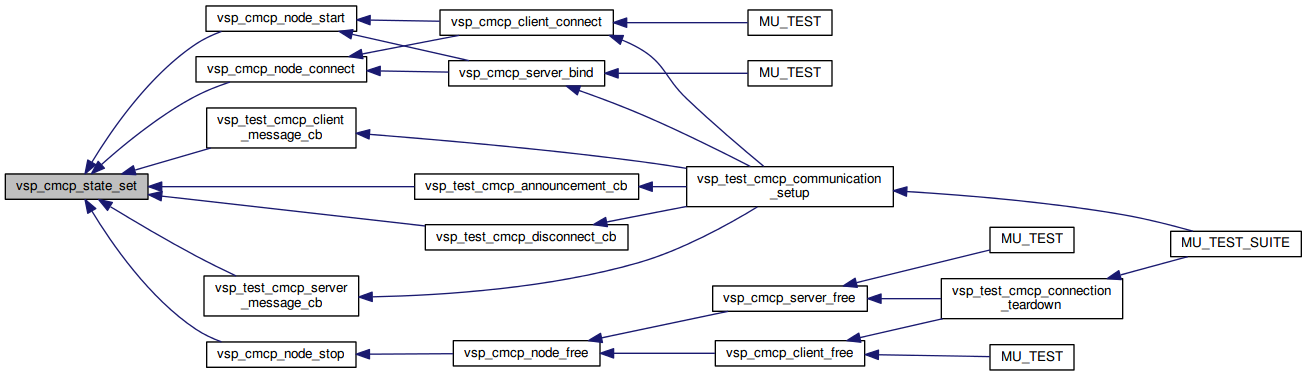 vsp_cmcp_node_start
vsp_cmcp_client_connect
MU_TEST
vsp_cmcp_node_connect
vsp_cmcp_server_bind
MU_TEST
vsp_test_cmcp_client
_message_cb
vsp_cmcp_state_set
vsp_test_cmcp_announcement_cb
vsp_test_cmcp_communication
_setup
vsp_test_cmcp_disconnect_cb
MU_TEST
MU_TEST_SUITE
vsp_test_cmcp_server
_message_cb
vsp_cmcp_server_free
vsp_test_cmcp_connection
_teardown
vsp_cmcp_node_stop
vsp_cmcp_node_free
vsp_cmcp_client_free
MU_TEST